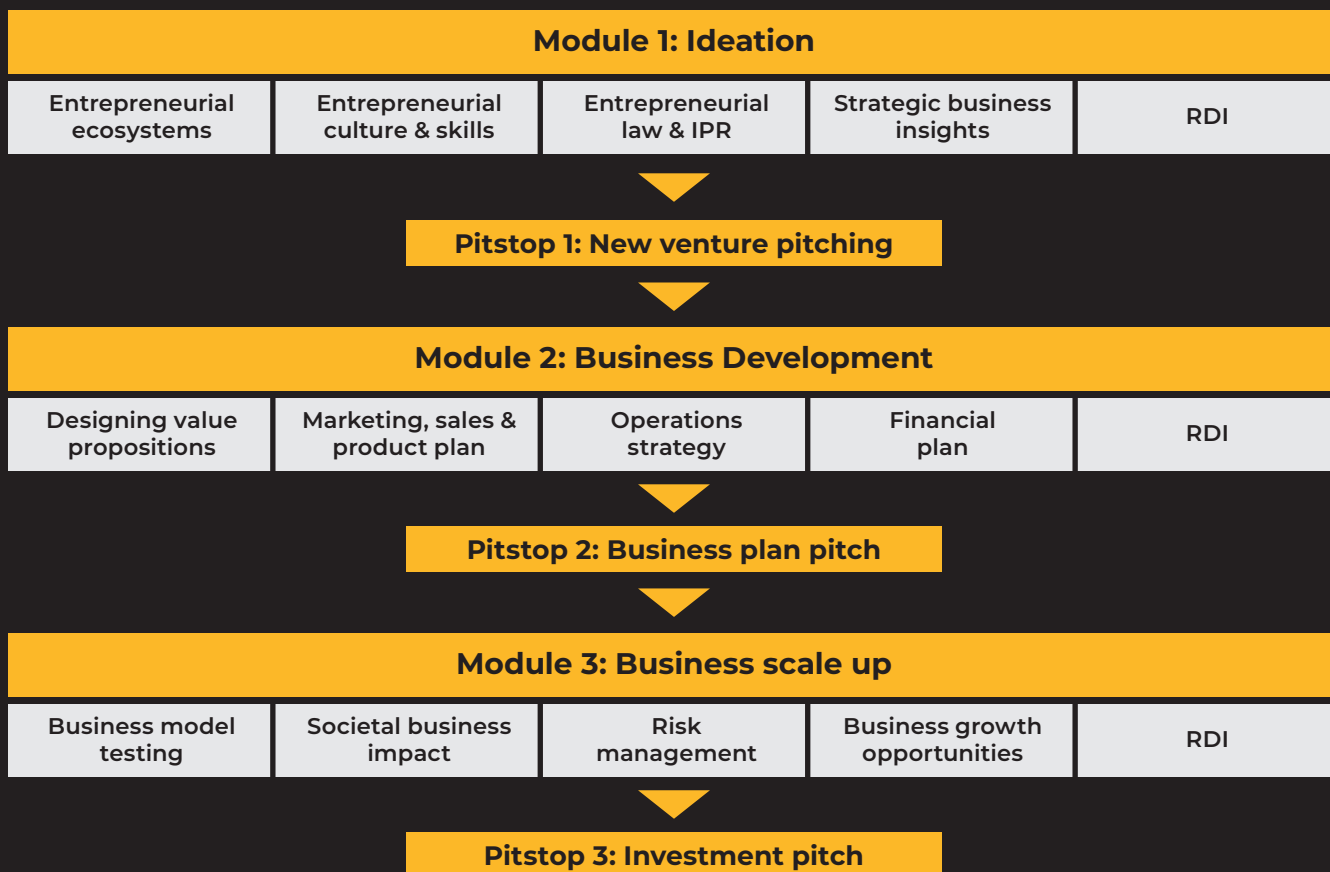 Module 1: Ideation
Entrepreneurial
ecosystems
Entrepreneurial
culture & skills
Entrepreneurial
law & IPR
Strategic business
insights
RDI
Pitstop 1: New venture pitching
Module 2: Business Development
Designing value
propositions
Marketing, sales &
product plan
Operations
strategy
Financial
plan
RDI
Pitstop 2: Business plan pitch
Module 3: Business scale up
Business model
testing
Societal business
impact
Risk
management
Business growth
opportunities
RDI
Pitstop 3: Investment pitch